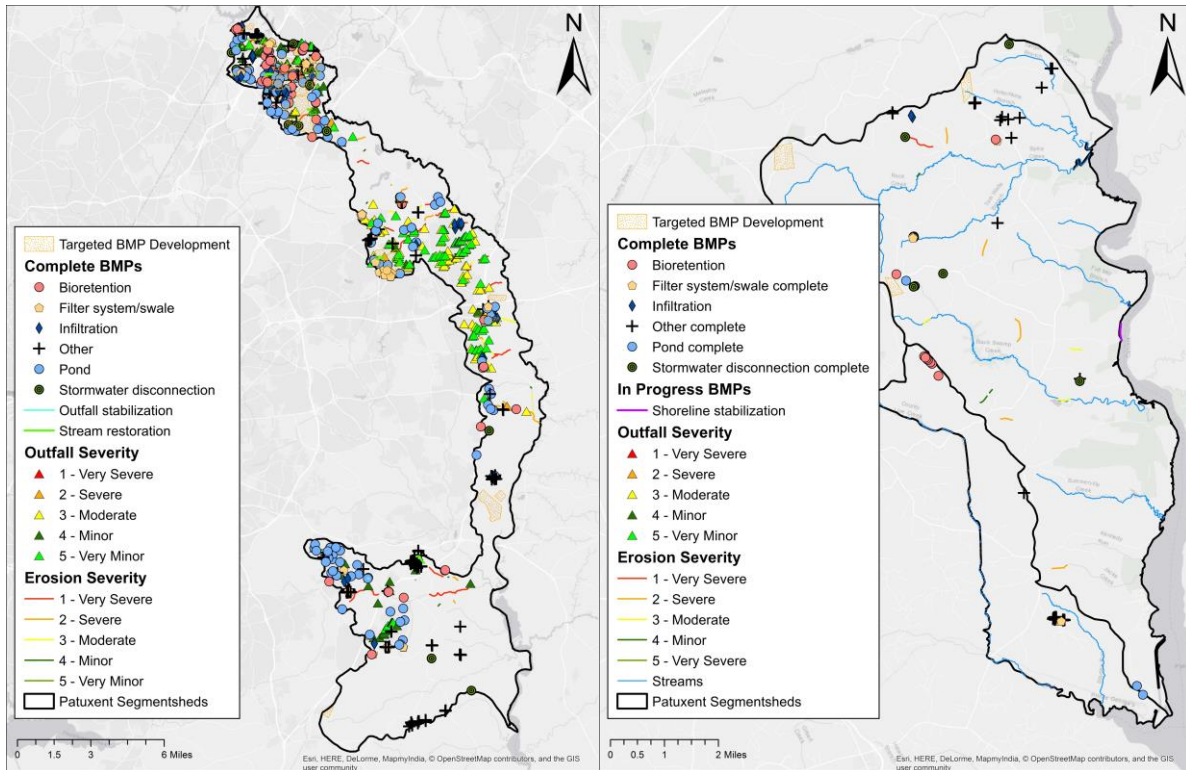 N
Targeted BMP Development
Complete BMPs
Bioretention
Filter system/swale
Infiltration
Other
Pond
Stormwater disconnection
Outfall stabilization
Stream restoration
Outfall Severity
1 - Very Severe
2 - Severe
3 - Moderate
4 - Minor
5 - Very Minor
Erosion Severity
1 - Very Severe
2 - Severe
3 - Moderate
4 - Minor
5 - Very Minor
Patuxent Segmentsheds
0 1.5 3 6 Miles
Esri, HERE, DeLorme, MapmyIndia, © OpenStreetMap contributors, and the GIS
user community
N
Targeted BMP Development
Complete BMPs
Bioretention
Filter system/swale complete
Infiltration
Other complete
Pond complete
Stormwater disconnection complete
In Progress BMPs
Shoreline stabilization
Outfall Severity
1 - Very Severe
2 - Severe
3 - Moderate
4 - Minor
5 - Very Minor
Erosion Severity
1 - Very Severe
2 - Severe
3 - Moderate
4 - Minor
5 - Very Severe
Streams
Patuxent Segmentsheds
0 0.5 1 2 Miles
Esri, HERE, DeLorme, MapmyIndia, © OpenStreetMap contributors, and the GIS
user community